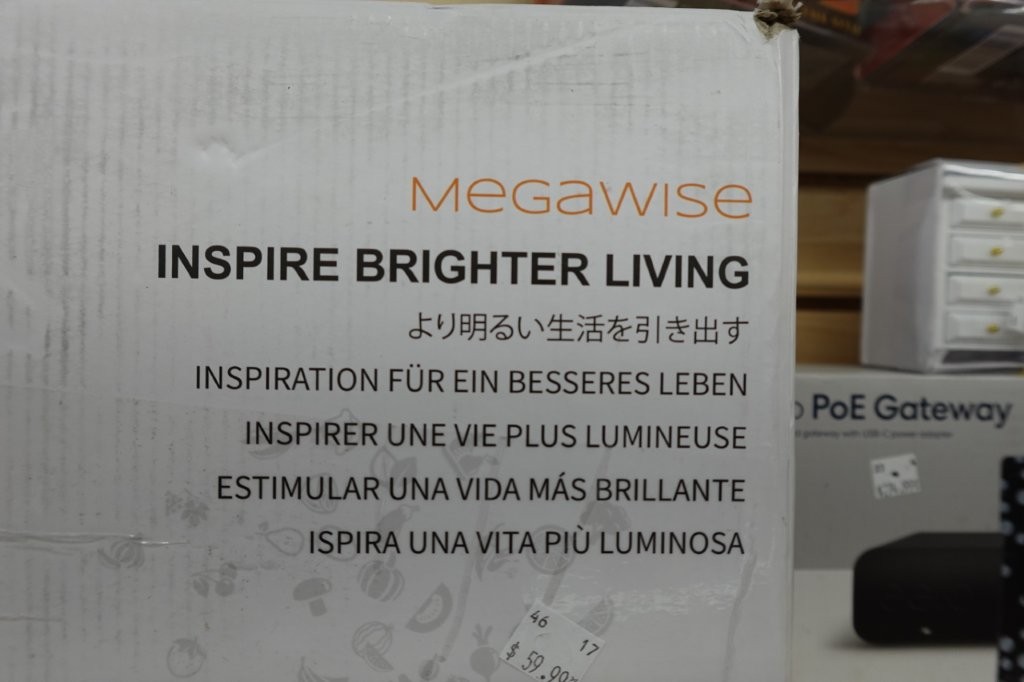 MEGAWISE
INSPIRE BRIGHTER LIVING
より明るい生活を引き出す
INSPIRATION FÜR EIN BESSERES LEBEN
INSPIRER UNE VIE PLUS LUMINEUSE
ESTIMULAR UNA VIDA MÁS BRILLANTE
ISPIRA UNA VITA PIÙ LUMINOSA
46 17
$ 59.99
PoE Gateway